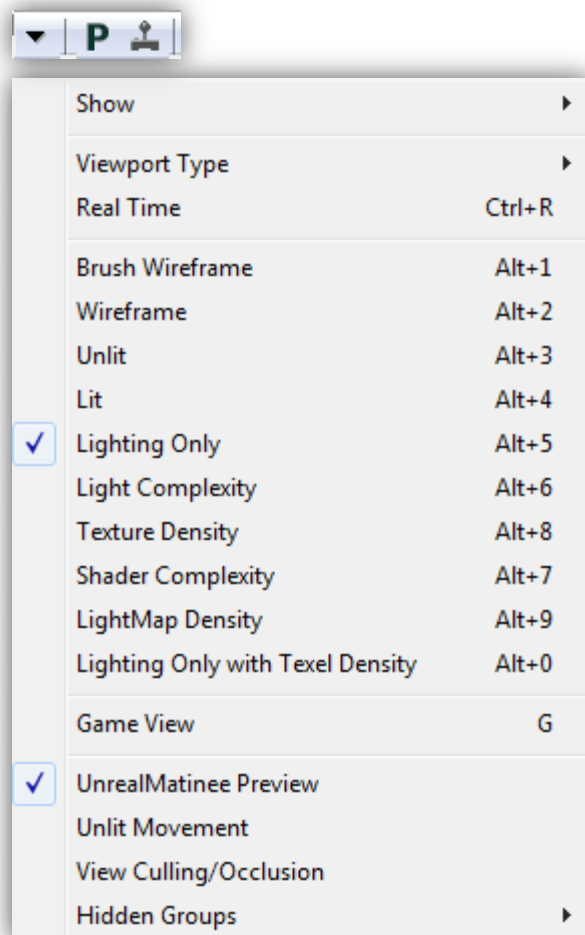 P
Show
Viewport Type
Real Time Ctrl+R
Brush Wireframe Alt+1
Wireframe Alt+2
Unlit Alt+3
Lit Alt+4
Lighting Only Alt+5
Light Complexity Alt+6
Texture Density Alt+8
Shader Complexity Alt+7
LightMap Density Alt+9
Lighting Only with Texel Density Alt+0
Game View G
UnrealMatinee Preview
Unlit Movement
View Culling/Occlusion
Hidden Groups